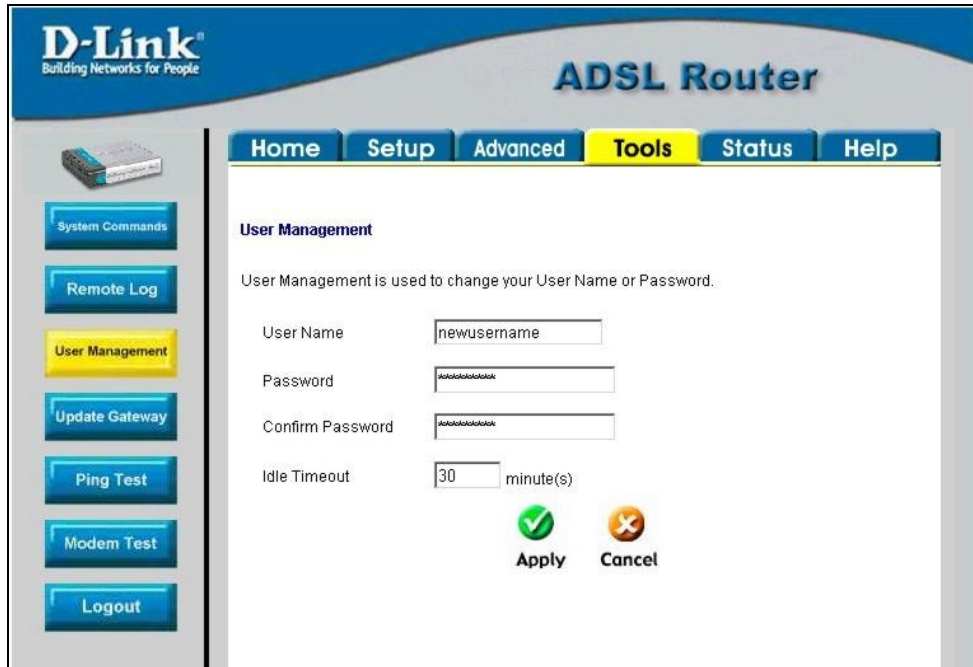 D-Link®
Building Networks for People
ADSL Router
Home Setup Advanced Tools Status Help
System Commands
Remote Log
User Management
Update Gateway
Ping Test
Modem Test
Logout
User Management
User Management is used to change your User Name or Password.
User Name newusername
Password **********
Confirm Password **********
Idle Timeout 30 minute(s)
Apply Cancel